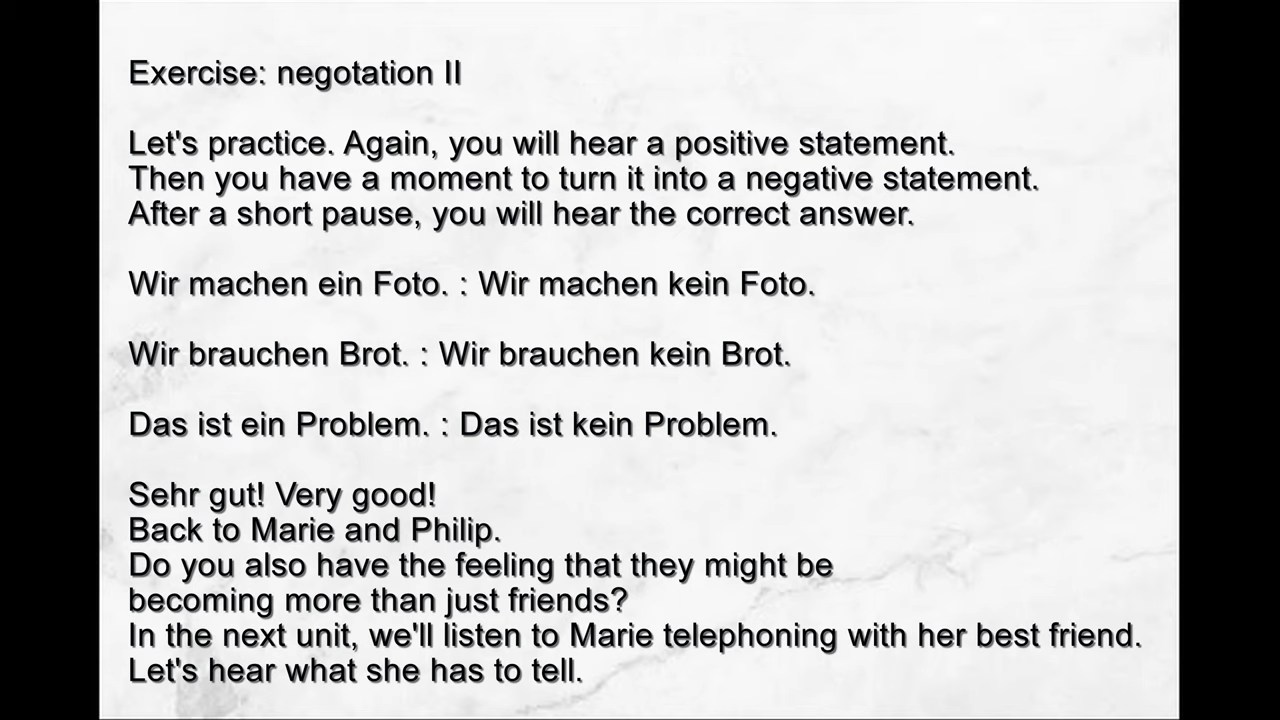 Exercise: negotation II
Let's practice. Again, you will hear a positive statement.
Then you have a moment to turn it into a negative statement.
After a short pause, you will hear the correct answer.
Wir machen ein Foto. : Wir machen kein Foto.
Wir brauchen Brot. : Wir brauchen kein Brot.
Das ist ein Problem. : Das ist kein Problem.
Sehr gut! Very good!
Back to Marie and Philip.
Do you also have the feeling that they might be
becoming more than just friends?
In the next unit, we'll listen to Marie telephoning with her best friend.
Let's hear what she has to tell.